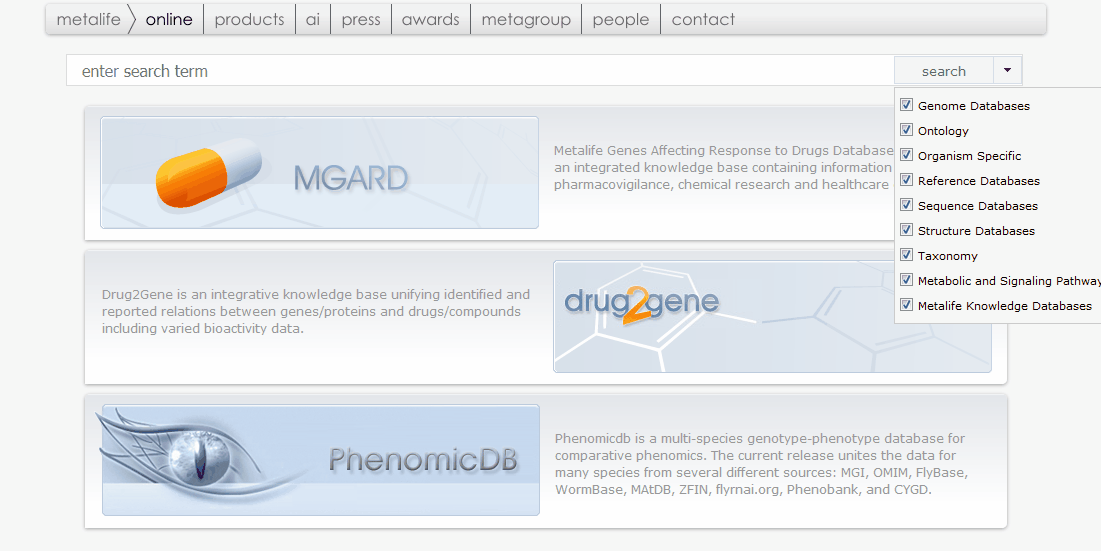 metalife online products ai press awards metagroup people contact
enter search term
search
Genome Databases
Ontology
Organism Specific
Reference Databases
Sequence Databases
Structure Databases
Taxonomy
Metabolic and Signaling Pathway
Metalife Knowledge Databases
MGARD
Metalife Genes Affecting Response to Drugs Database
an integrated knowledge base containing information
pharmacovigilance, chemical research and healthcare
Drug2Gene is an integrative knowledge base unifying identified and
reported relations between genes/proteins and drugs/compounds
including varied bioactivity data.
drug2gene
PhenomicDB
Phenomicdb is a multi-species genotype-phenotype database for
comparative phenomics. The current release unites the data for
many species from several different sources: MGI, OMIM, FlyBase,
WormBase, MAtDB, ZFIN, flyrnai.org, Phenobank, and CYGD.